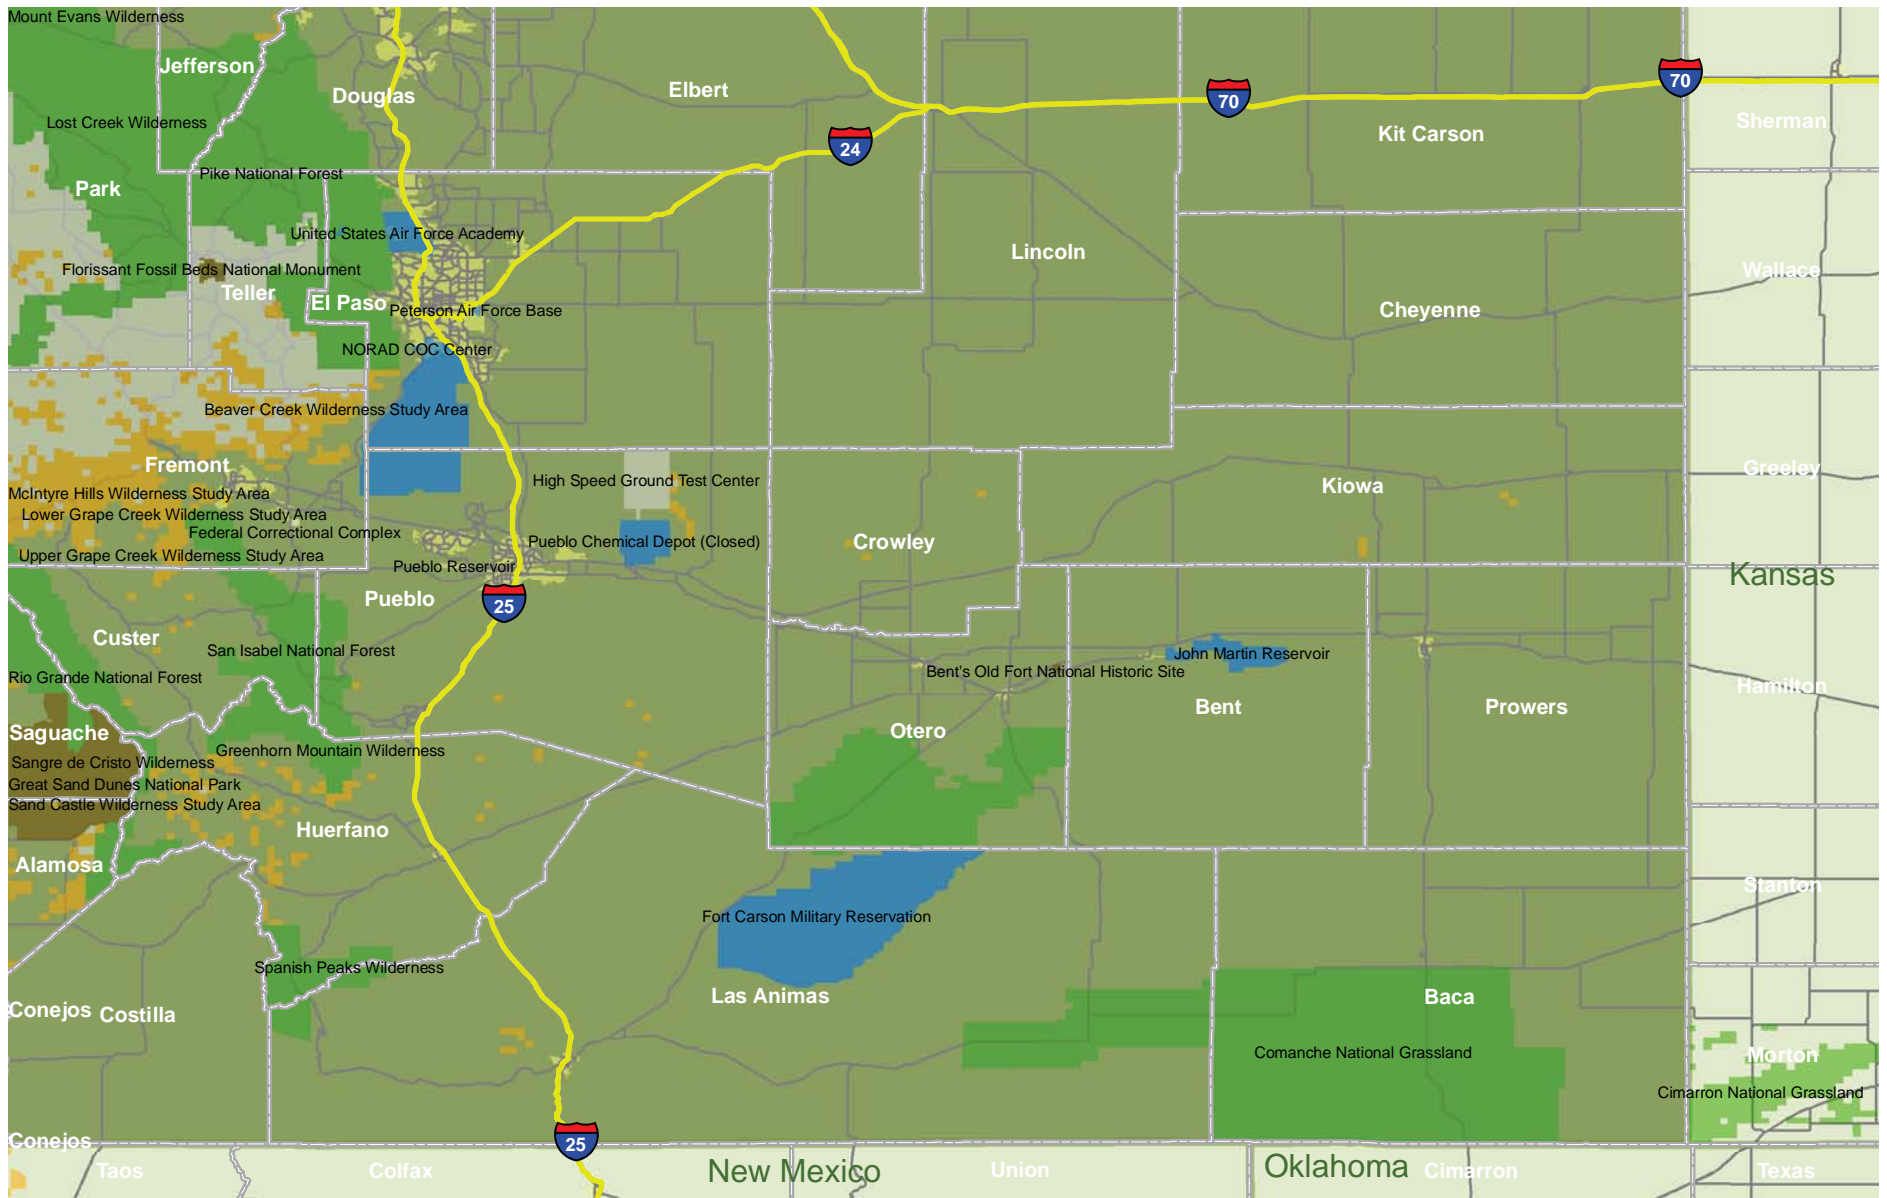 Mount Evans Wilderness
Jefferson
Douglas
Elbert
70
70
Lost Creek Wilderness
24
Kit Carson
Sherman
Pike National Forest
Park
United States Air Force Academy
Lincoln
Florissant Fossil Beds National Monument
Wallace
Teller
El Paso
Peterson Air Force Base
Cheyenne
NORAD COC Center
Beaver Creek Wilderness Study Area
Fremont
High Speed Ground Test Center
Kiowa
Greeley
McIntyre Hills Wilderness Study Area
Lower Grape Creek Wilderness Study Area
Federal Correctional Complex
Pueblo Chemical Depot (Closed)
Crowley
Upper Grape Creek Wilderness Study Area
Pueblo Reservoir
Kansas
Pueblo
25
Custer
San Isabel National Forest
John Martin Reservoir
Rio Grande National Forest
Bent's Old Fort National Historic Site
Hamilton
Bent
Prowers
Saguache
Otero
Greenhorn Mountain Wilderness
Sangre de Cristo Wilderness
Great Sand Dunes National Park
Sand Castle Wilderness Study Area
Huerfano
Alamosa
Stanton
Fort Carson Military Reservation
Spanish Peaks Wilderness
Las Animas
Baca
Conejos
Costilla
Comanche National Grassland
Morton
Cimarron National Grassland
Conejos
25
Taos
Colfax
New Mexico
Union
Oklahoma
Cimarron
Texas